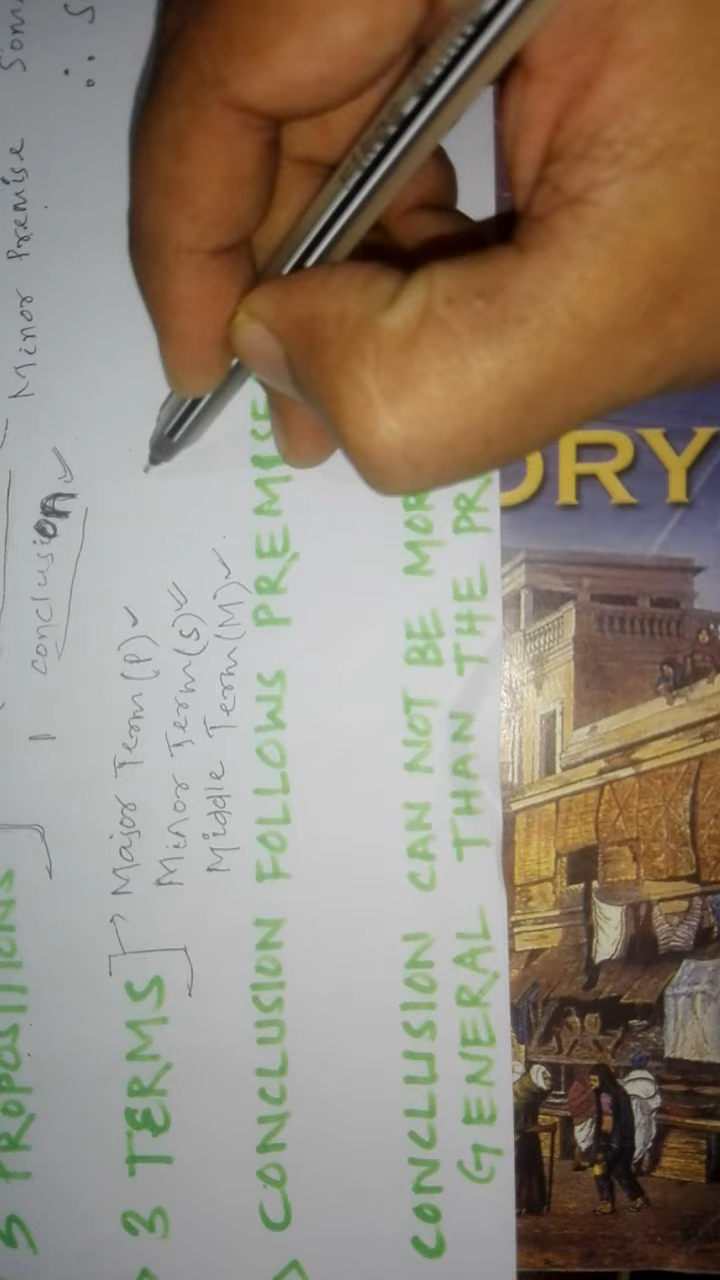 Minor Premise
conclusion
PROPOSITIONS
3 TERMS
Major Term (P)
Minor Term (S)
Middle Term (M)
CONCLUSION FOLLOWS PREMISE
CONCLUSION CAN NOT BE MOR
GENERAL THAN THE PR
ORY